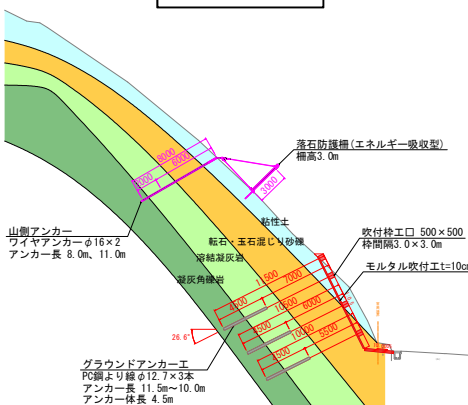 落石防護柵(エネルギー吸収型)
柵高3.0m
8000
6000
2000
3000
山側アンカー
ワイヤアンカーφ16×2
アンカー長 8.0m、11.0m
粘性土
転石・玉石混じり砂礫
溶結凝灰岩
凝灰角礫岩
吹付枠工□ 500×500
枠間隔3.0×3.0m
モルタル吹付工t=10cm
11500
4500
7000
10500
4500
6000
10000
4500
5500
26.6°
グラウンドアンカー工
PC鋼より線φ12.7×3本
アンカー長 11.5m～10.0m
アンカー体長 4.5m